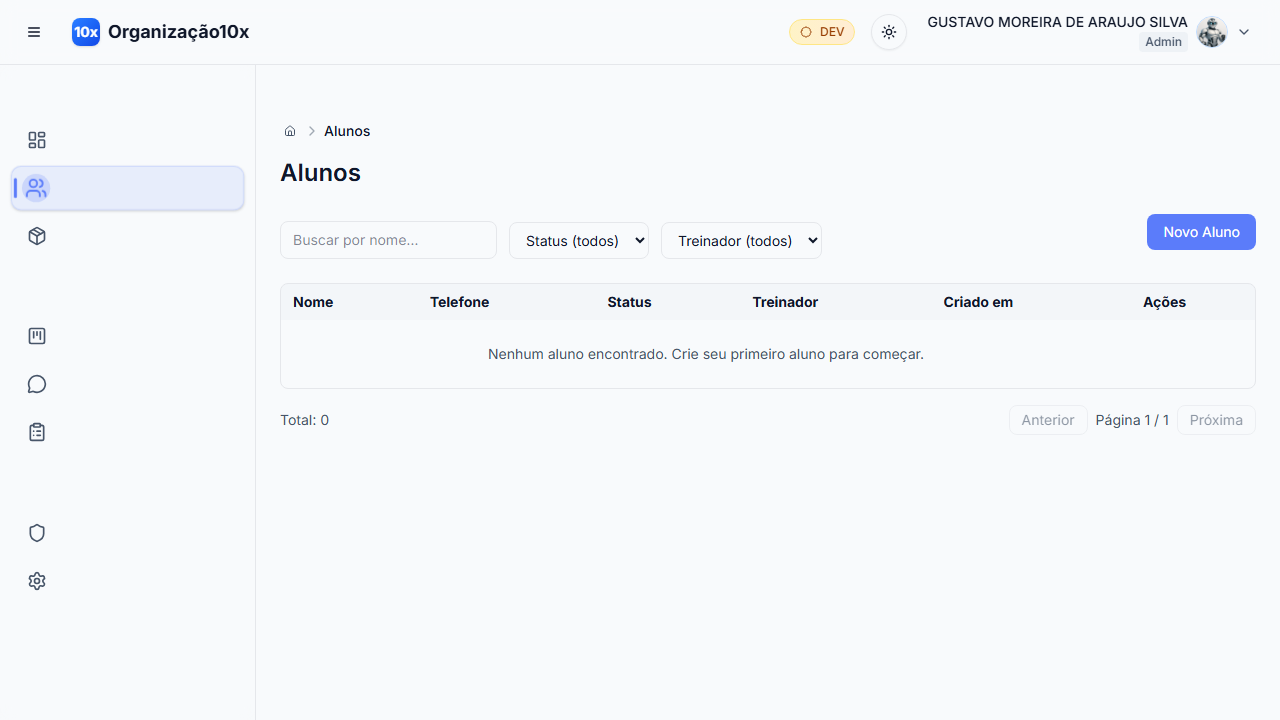 10x Organização10x
DEV
GUSTAVO MOREIRA DE ARAUJO SILVA
Admin
Alunos
Alunos
Buscar por nome...
Status (todos)
Treinador (todos)
Novo Aluno
Nome Telefone Status Treinador Criado em Ações
Nenhum aluno encontrado. Crie seu primeiro aluno para começar.
Total: 0
Anterior Página 1 / 1 Próxima